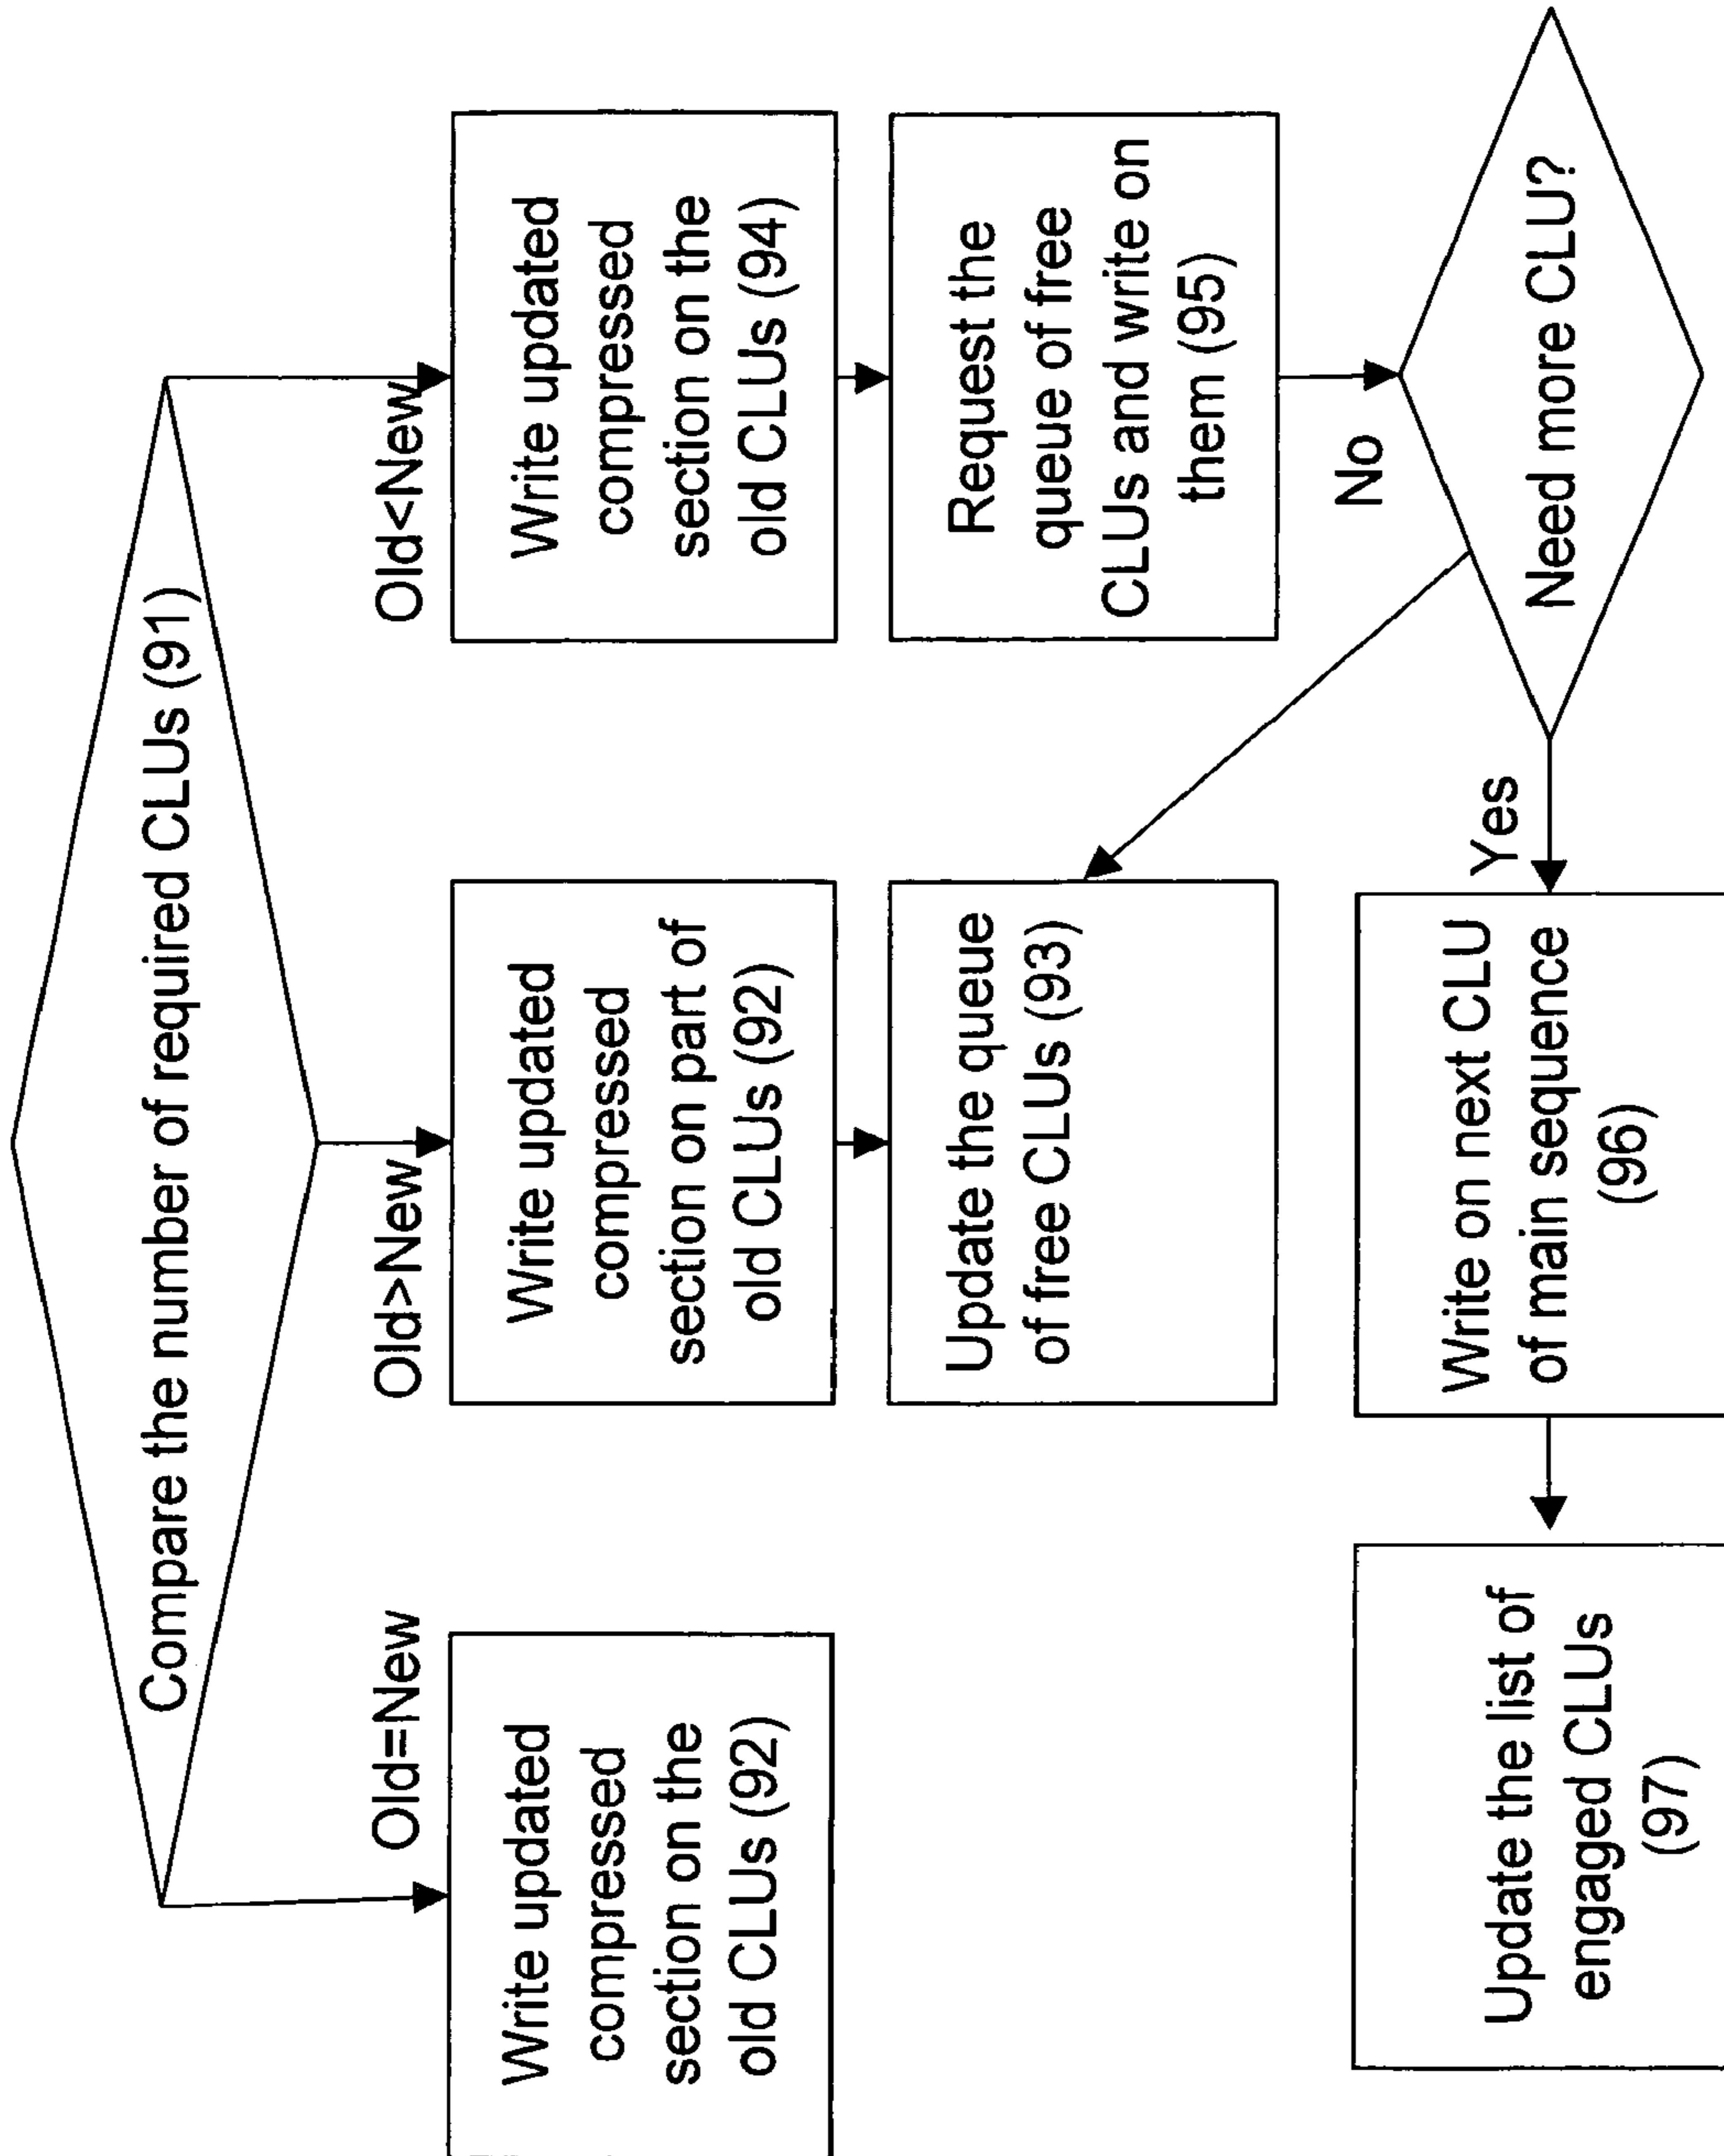 Compare the number of required CLUs (91)
Old=New
Old>New
Old<New
Write updated
compressed
section on the
old CLUs (92)
Write updated
compressed
section on part of
old CLUs (92)
Write updated
compressed
section on the
old CLUs (94)
Update the queue
of free CLUs (93)
Request the
queue of free
CLUs and write on
them (95)
No
Need more CLU?
Yes
Write on next CLU
of main sequence
(96)
Update the list of
engaged CLUs
(97)